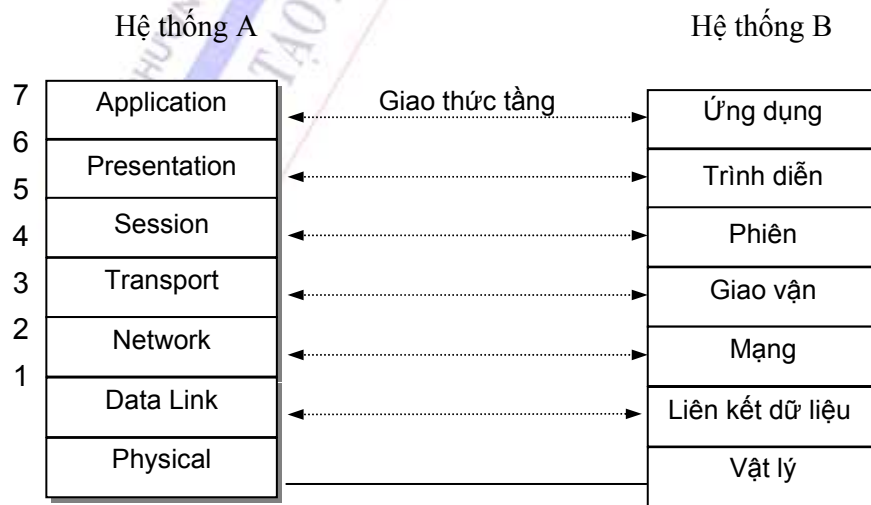 Hệ thống A
Hệ thống B
7
Application
Giao thức tầng
Ứng dụng
6
Presentation
Trình diễn
5
Session
Phiên
4
Transport
Giao vận
3
Network
Mạng
2
Data Link
Liên kết dữ liệu
1
Physical
Vật lý
TẠO